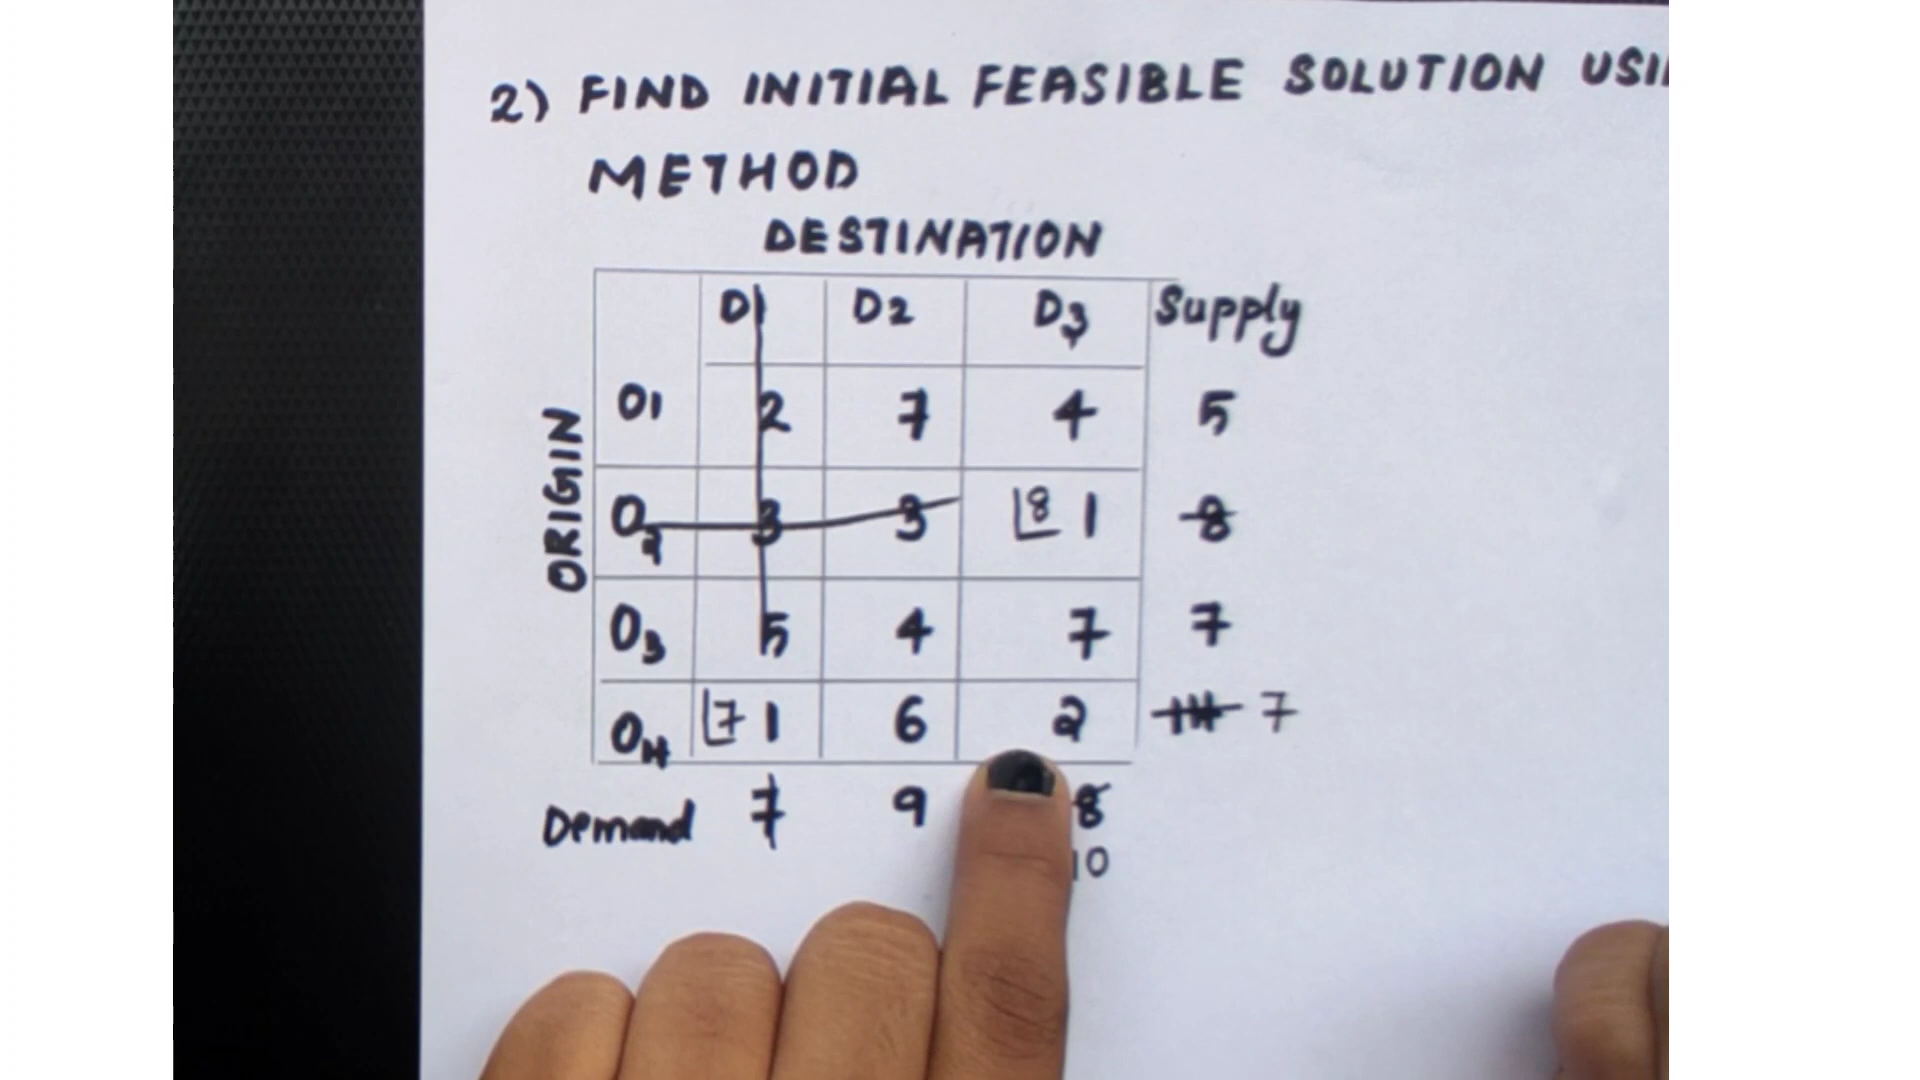 2) FIND INITIAL FEASIBLE SOLUTION
METHOD
DESTINATION
D1 D2 D3 Supply
ORIGIN
O1 2 7 4 5
O2 3 3 8 1 8
O3 5 4 7 7
O4 7 1 6 2 7
Demand 7 9 8
10